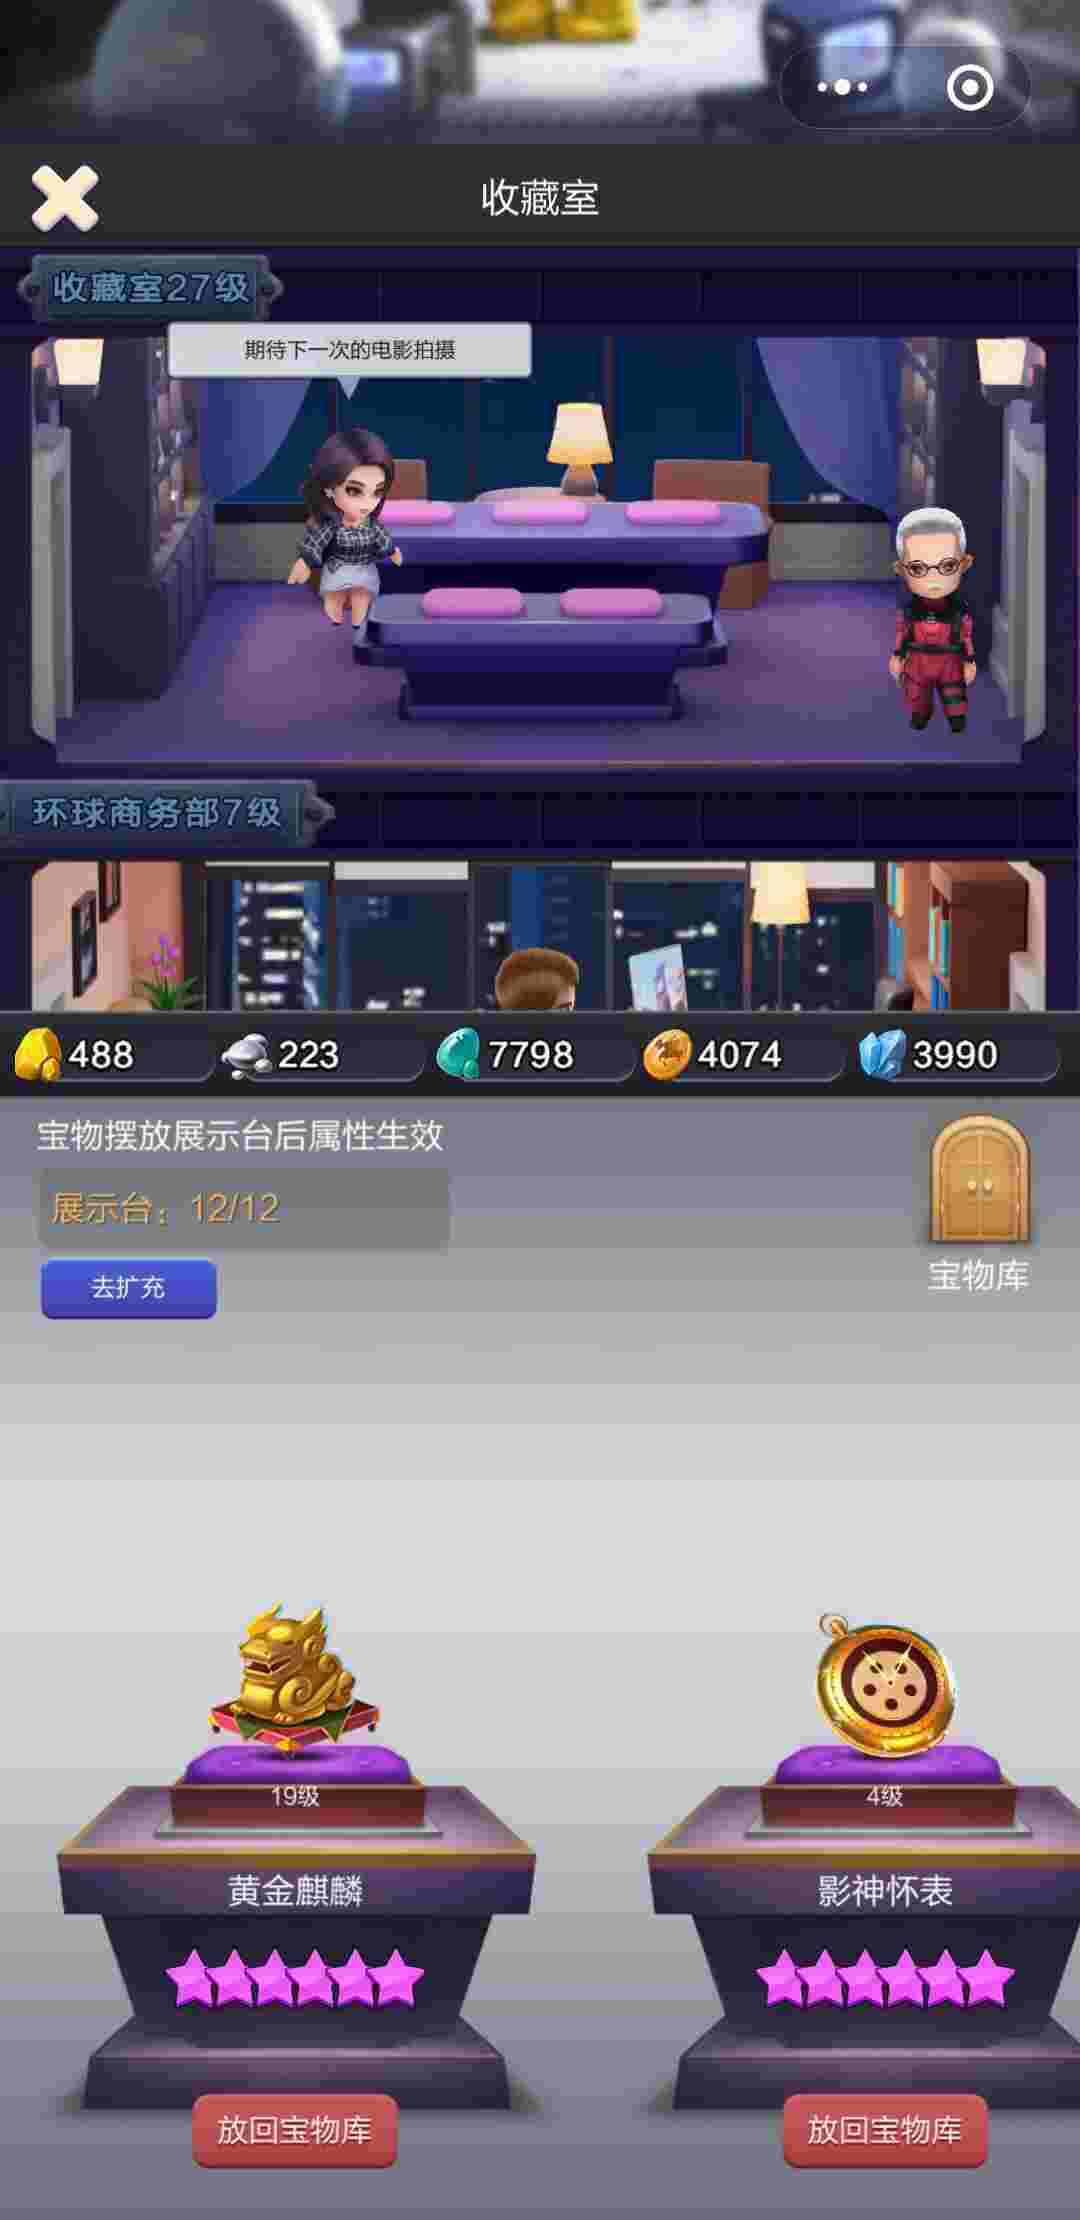 收藏室
收藏室27级
期待下一次的电影拍摄
环球商务部7级
488 223 7798 4074 3990
宝物摆放展示台后属性生效
展示台：12/12
去扩充
宝物库
19级 4级
黄金麒麟 影神怀表
放回宝物库 放回宝物库